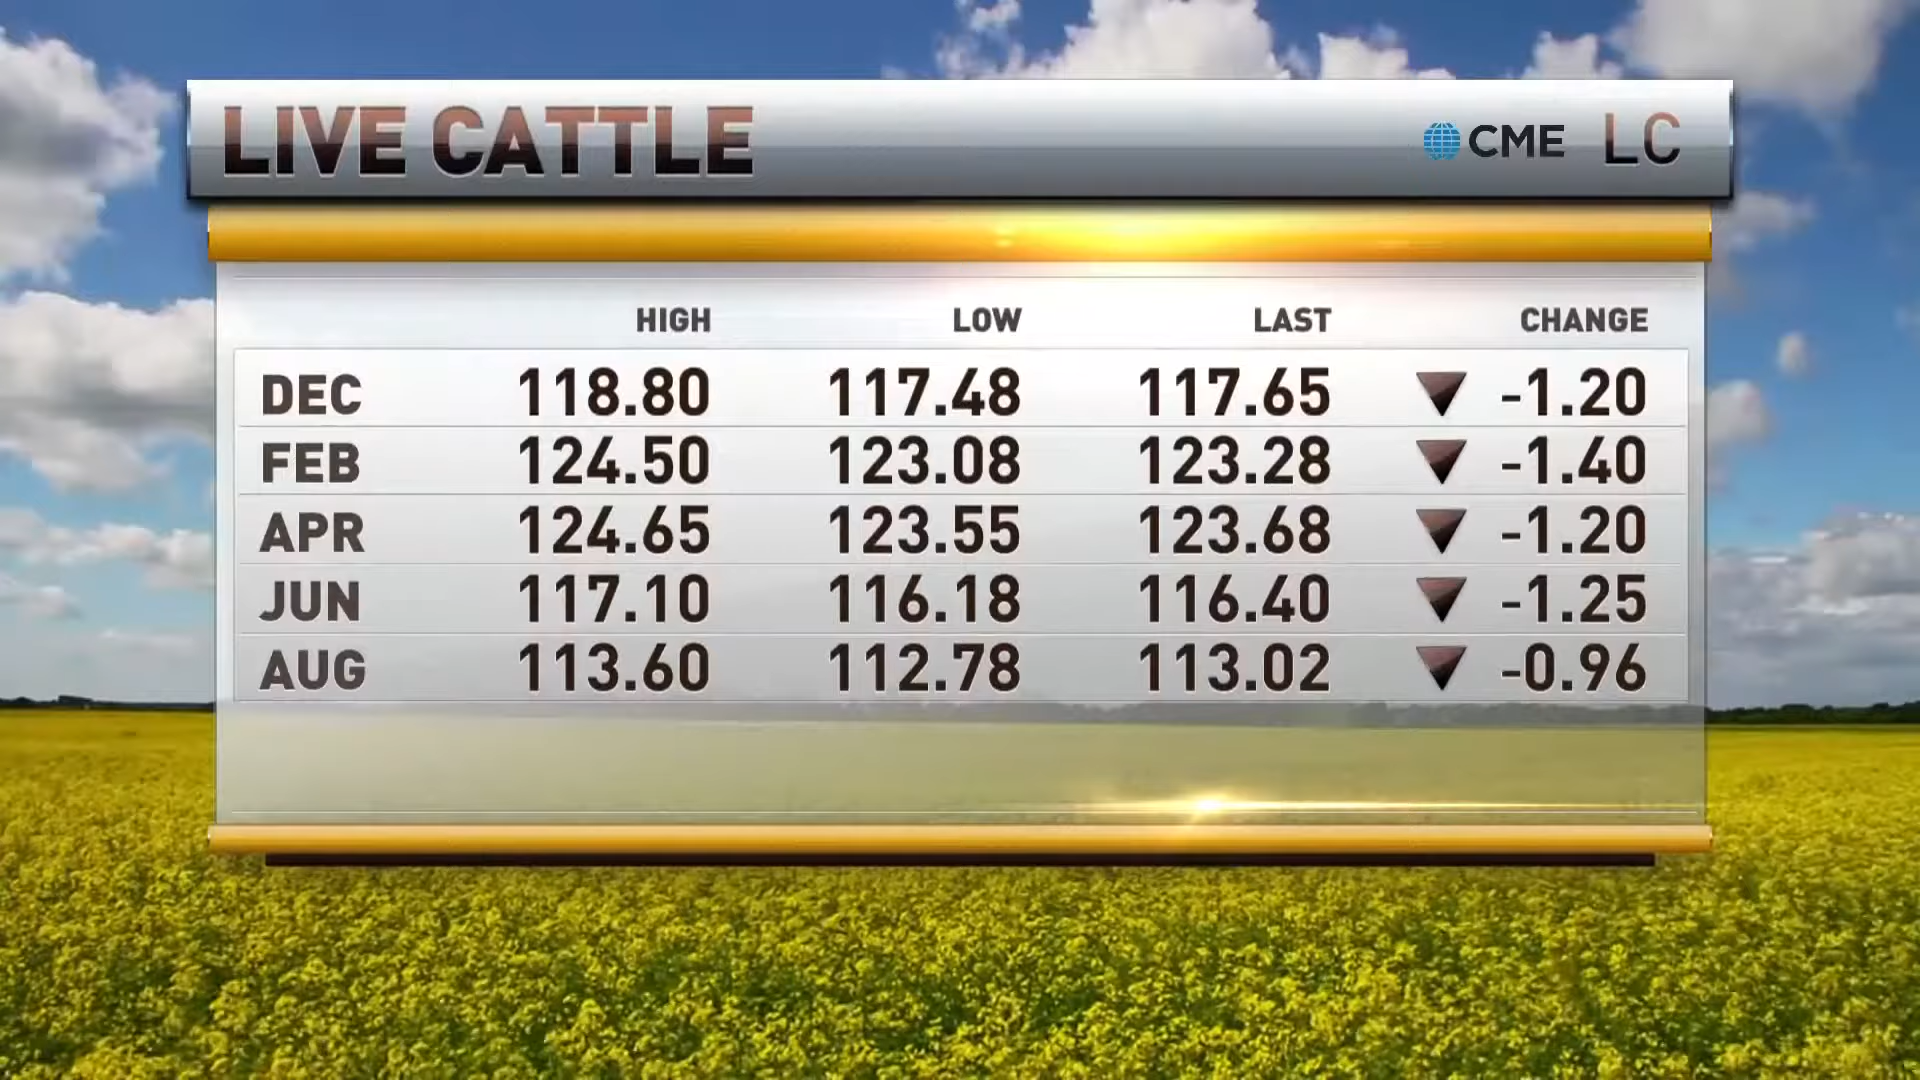 LIVE CATTLE CME LC
HIGH LOW LAST CHANGE
DEC 118.80 117.48 117.65 ▼ -1.20
FEB 124.50 123.08 123.28 ▼ -1.40
APR 124.65 123.55 123.68 ▼ -1.20
JUN 117.10 116.18 116.40 ▼ -1.25
AUG 113.60 112.78 113.02 ▼ -0.96